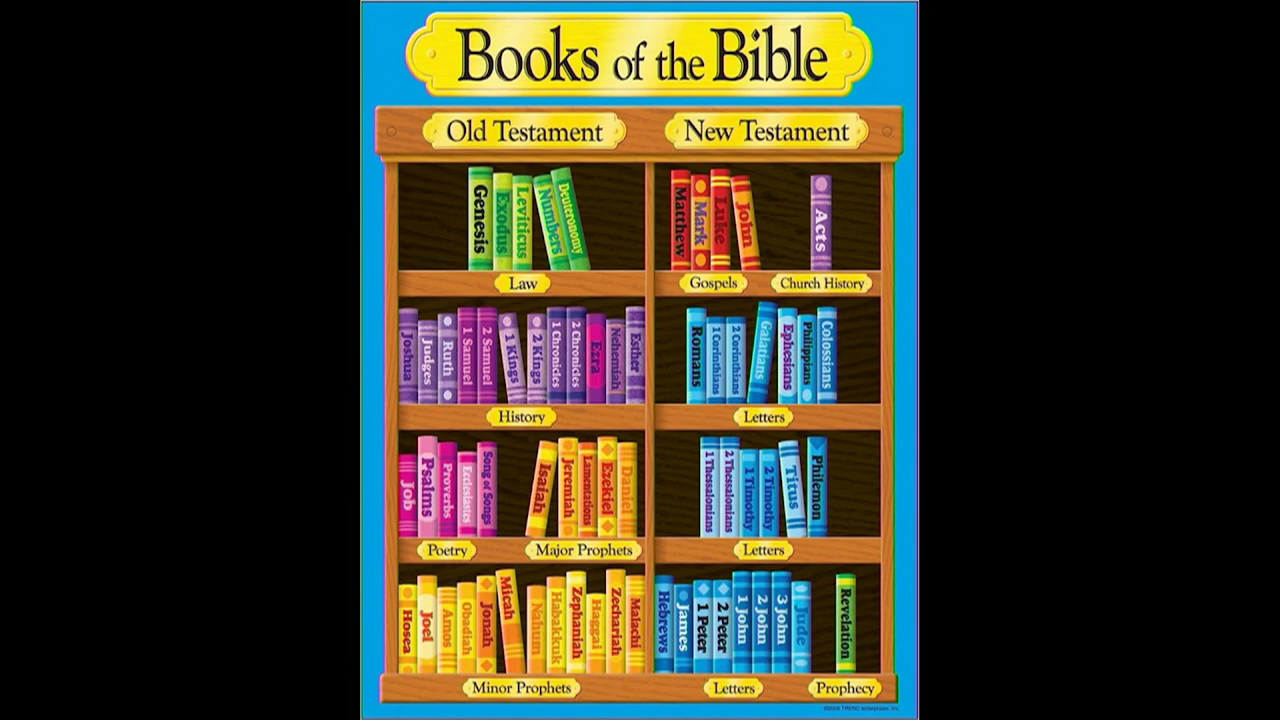 Books of the Bible
Old Testament
New Testament
Genesis
Exodus
Leviticus
Numbers
Deuteronomy
Law
Matthew
Mark
Luke
John
Gospels
Acts
Church History
Joshua
Judges
Ruth
1 Samuel
2 Samuel
1 Kings
2 Kings
1 Chronicles
2 Chronicles
Ezra
Nehemiah
Esther
History
Romans
1 Corinthians
2 Corinthians
Galatians
Ephesians
Philippians
Colossians
Letters
Job
Psalms
Proverbs
Ecclesiastes
Song of Songs
Poetry
Isaiah
Jeremiah
Lamentations
Ezekiel
Daniel
Major Prophets
1 Thessalonians
2 Thessalonians
1 Timothy
2 Timothy
Titus
Philemon
Letters
Hosea
Joel
Amos
Obadiah
Jonah
Micah
Nahum
Habakkuk
Zephaniah
Haggai
Zechariah
Malachi
Minor Prophets
Hebrews
James
1 Peter
2 Peter
1 John
2 John
3 John
Jude
Letters
Revelation
Prophecy